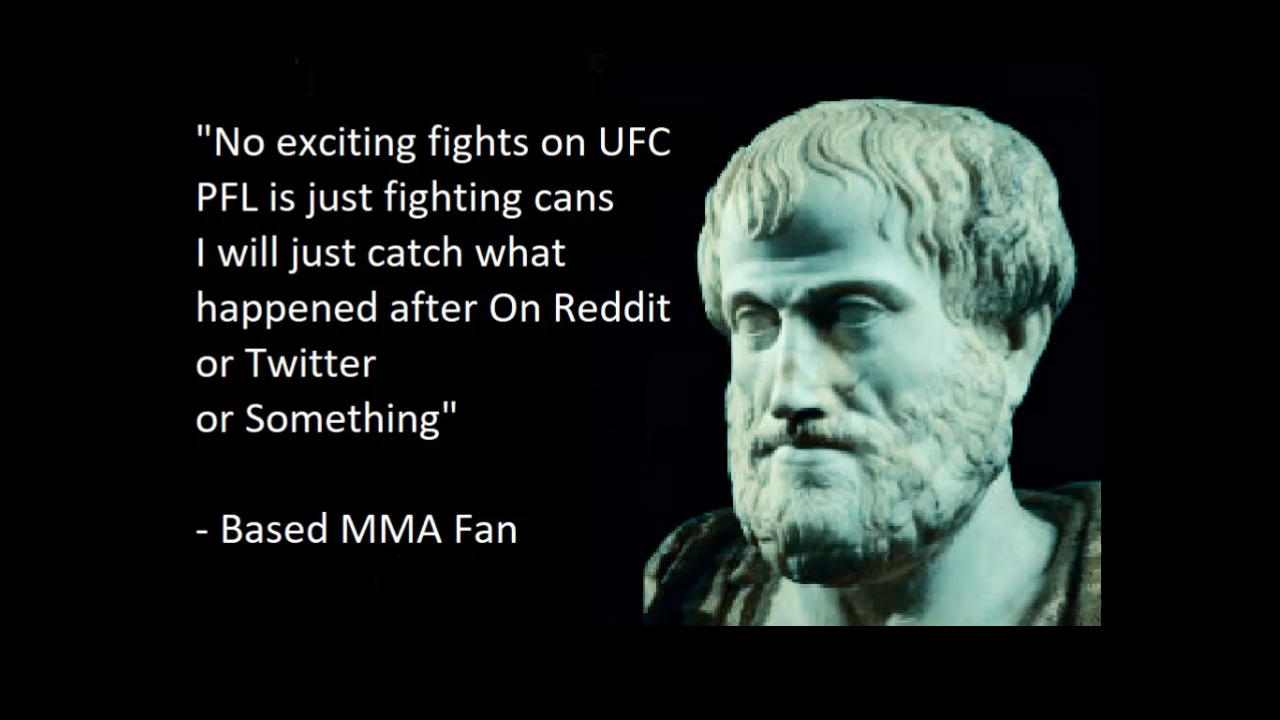 "No exciting fights on UFC
PFL is just fighting cans
I will just catch what
happened after On Reddit
or Twitter
or Something"
- Based MMA Fan